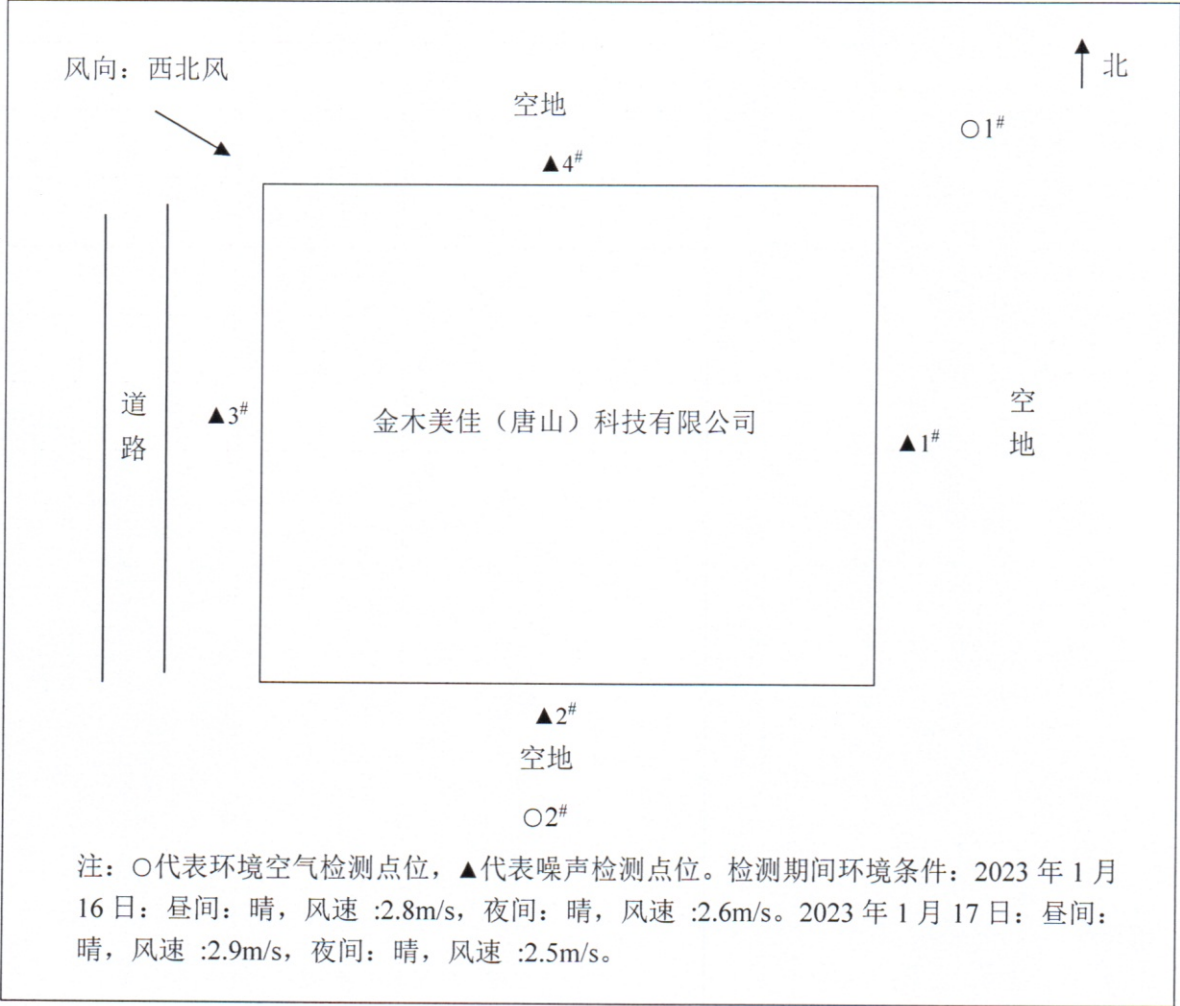 风向：西北风
北
空地
○1#
▲4#
道路
▲3#
金木美佳（唐山）科技有限公司
▲1#
空地
▲2#
空地
○2#
注：○代表环境空气检测点位，▲代表噪声检测点位。检测期间环境条件：2023 年 1 月
16 日：昼间：晴，风速 :2.8m/s，夜间：晴，风速 :2.6m/s。2023 年 1 月 17 日：昼间：
晴，风速 :2.9m/s，夜间：晴，风速 :2.5m/s。